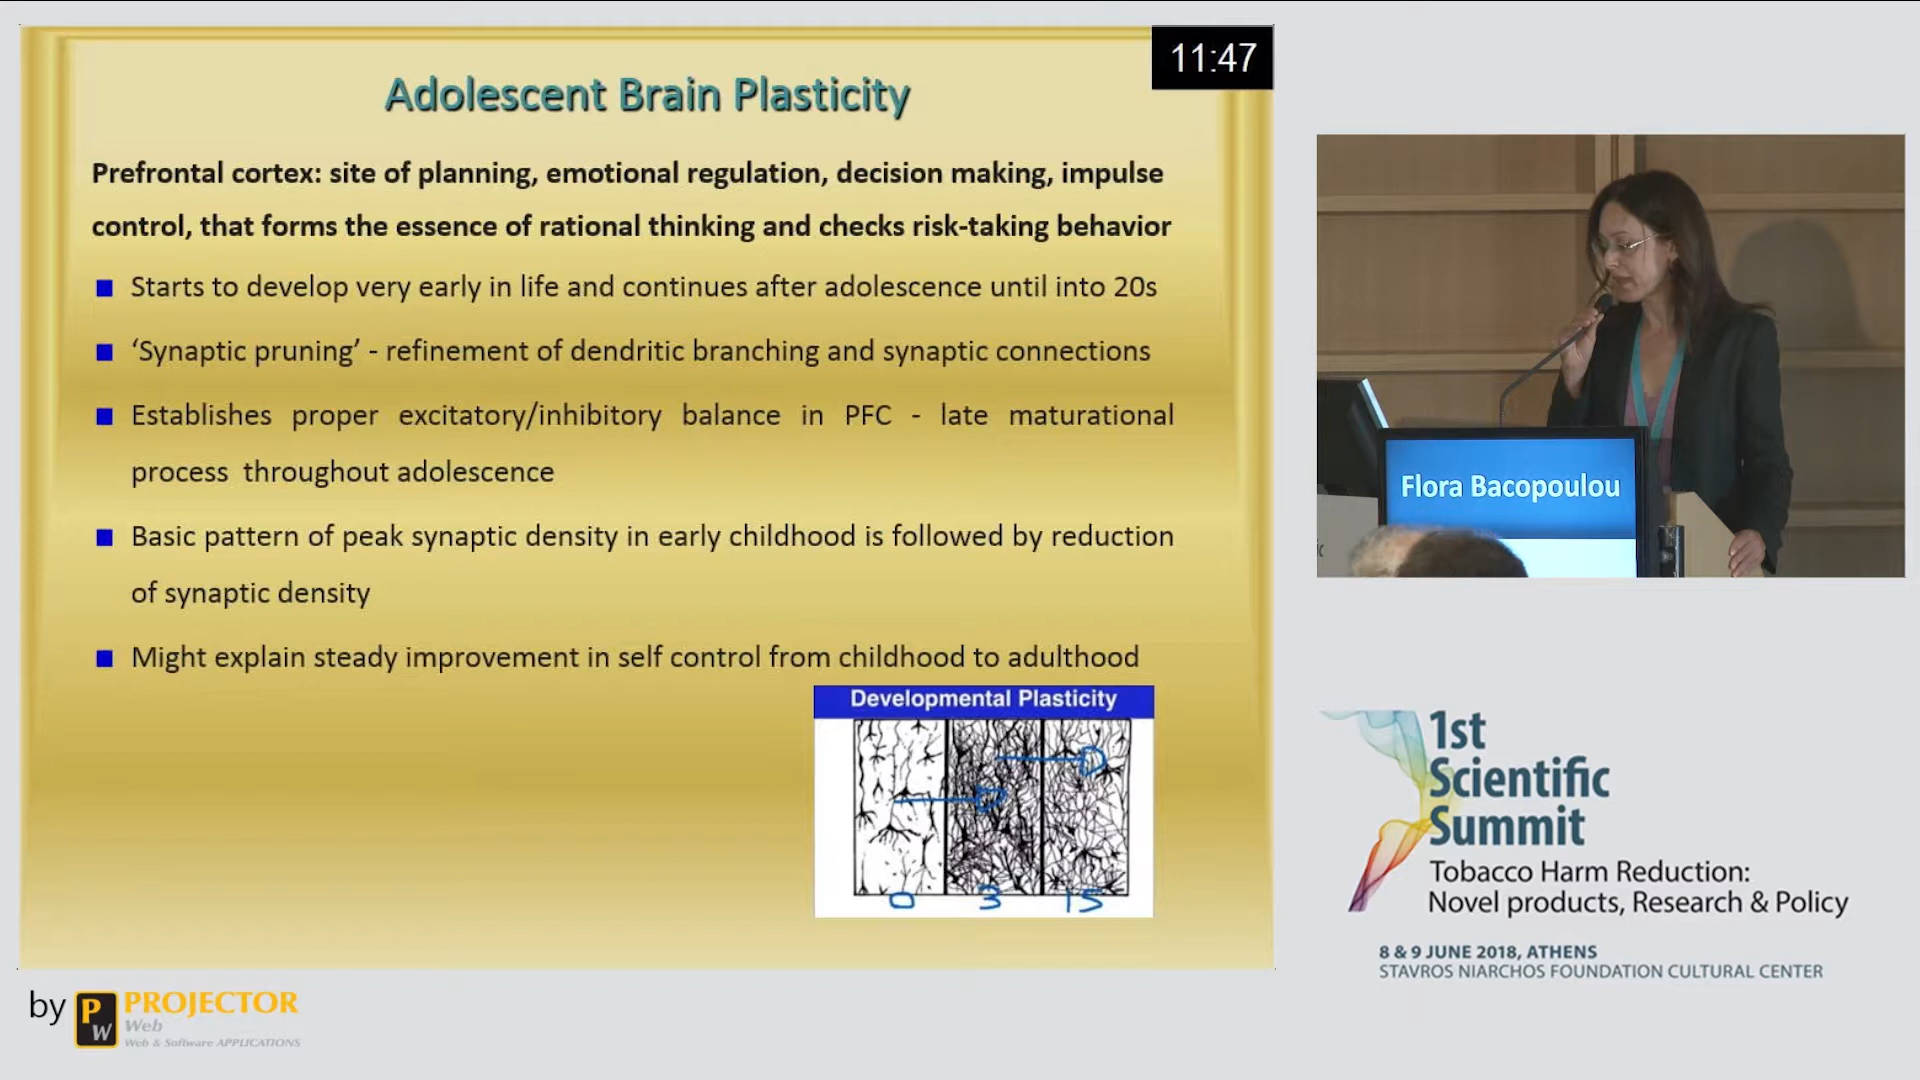 11:47
Adolescent Brain Plasticity
Prefrontal cortex: site of planning, emotional regulation, decision making, impulse
control, that forms the essence of rational thinking and checks risk-taking behavior
Starts to develop very early in life and continues after adolescence until into 20s
‘Synaptic pruning’ - refinement of dendritic branching and synaptic connections
Establishes proper excitatory/inhibitory balance in PFC - late maturational
process throughout adolescence
Basic pattern of peak synaptic density in early childhood is followed by reduction
of synaptic density
Might explain steady improvement in self control from childhood to adulthood
Developmental Plasticity
0 3 15
Flora Bacopoulou
1st
Scientific
Summit
Tobacco Harm Reduction:
Novel products, Research & Policy
8 & 9 JUNE 2018, ATHENS
STAVROS NIARCHOS FOUNDATION CULTURAL CENTER
by PW PROJECTOR
Web
Web & Software APPLICATIONS